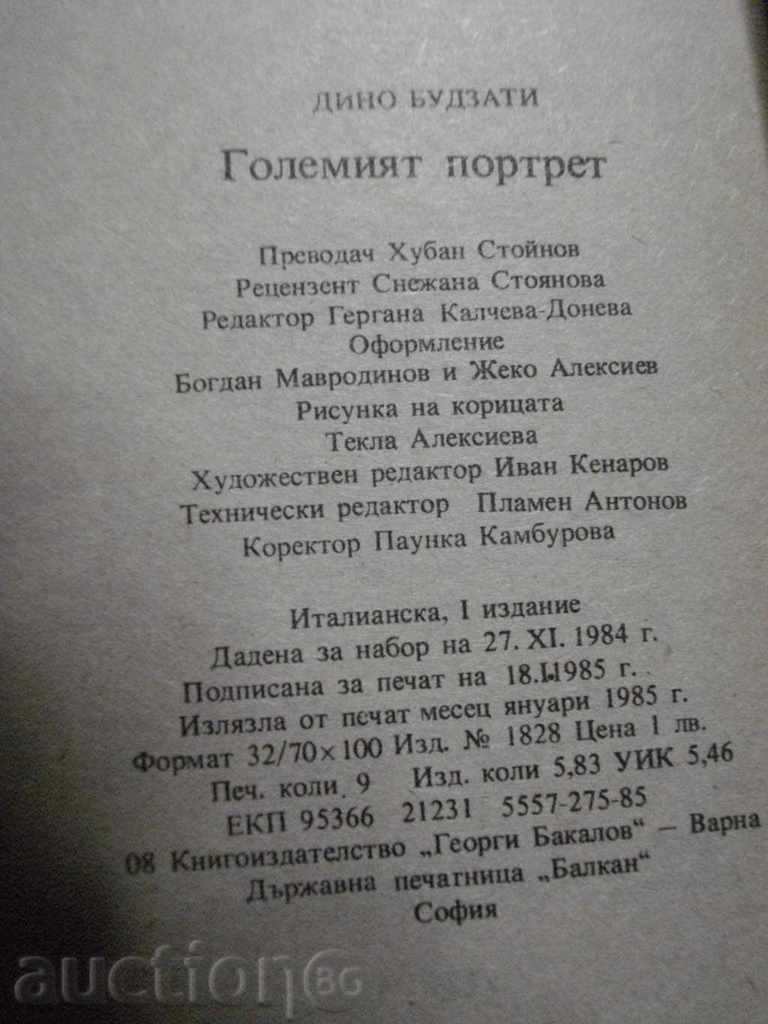 ДИНО БУДЗАТИ
Големият портрет
Преводач Хубан Стойнов
Рецензент Снежана Стоянова
Редактор Гергана Калчева-Донева
Оформление
Богдан Мавродинов и Жеко Алексиев
Рисунка на корицата
Текла Алексиева
Художествен редактор Иван Кенаров
Технически редактор Пламен Антонов
Коректор Паунка Камбурова
Италианска, I издание
Дадена за набор на 27. XI. 1984 г.
Подписана за печат на 18.I.1985 г.
Излязла от печат месец януари 1985 г.
Формат 32/70×100 Изд. № 1828 Цена 1 лв.
Печ. коли 9 Изд. коли 5,83 УИК 5,46
ЕКП 95366 21231 5557-275-85
08 Книгоиздателство „Георги Бакалов“ — Варна
Държавна печатница „Балкан“
София
auction BG